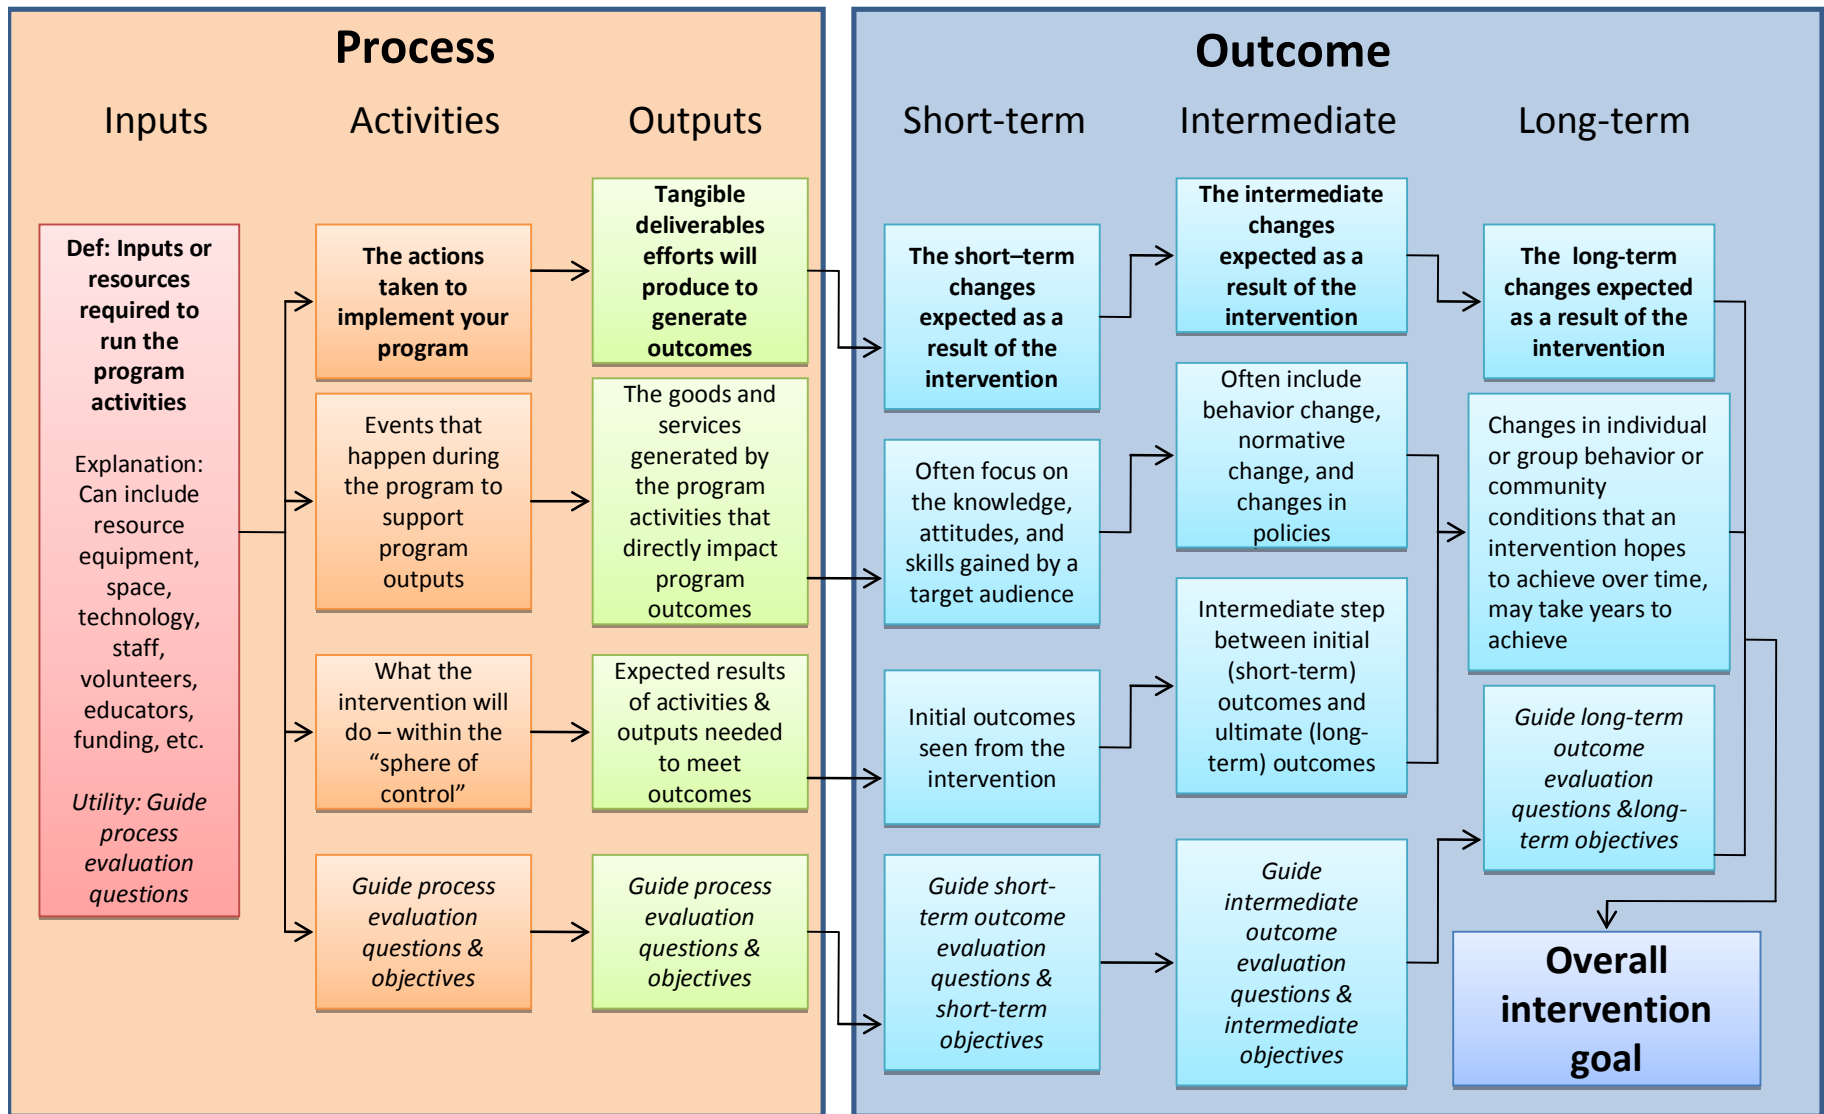 Process
Inputs
Activities
Outputs
Def: Inputs or
resources
required to
run the
program
activities
Explanation:
Can include
resource
equipment,
space,
technology,
staff,
volunteers,
educators,
funding, etc.
Utility: Guide
process
evaluation
questions
The actions
taken to
implement your
program
Events that
happen during
the program to
support
program
outputs
What the
intervention will
do – within the
“sphere of
control”
Guide process
evaluation
questions &
objectives
Tangible
deliverables
efforts will
produce to
generate
outcomes
The goods and
services
generated by
the program
activities that
directly impact
program
outcomes
Expected results
of activities &
outputs needed
to meet
outcomes
Guide process
evaluation
questions &
objectives
Outcome
Short-term
Intermediate
Long-term
The short–term
changes
expected as a
result of the
intervention
Often focus on
the knowledge,
attitudes, and
skills gained by a
target audience
Initial outcomes
seen from the
intervention
Guide short-
term outcome
evaluation
questions &
short-term
objectives
The intermediate
changes
expected as a
result of the
intervention
Often include
behavior change,
normative
change, and
changes in
policies
Intermediate step
between initial
(short-term)
outcomes and
ultimate (long-
term) outcomes
Guide
intermediate
outcome
evaluation
questions &
intermediate
objectives
The long-term
changes expected
as a result of the
intervention
Changes in individual
or group behavior or
community
conditions that an
intervention hopes
to achieve over time,
may take years to
achieve
Guide long-term
outcome
evaluation
questions &long-
term objectives
Overall
intervention
goal